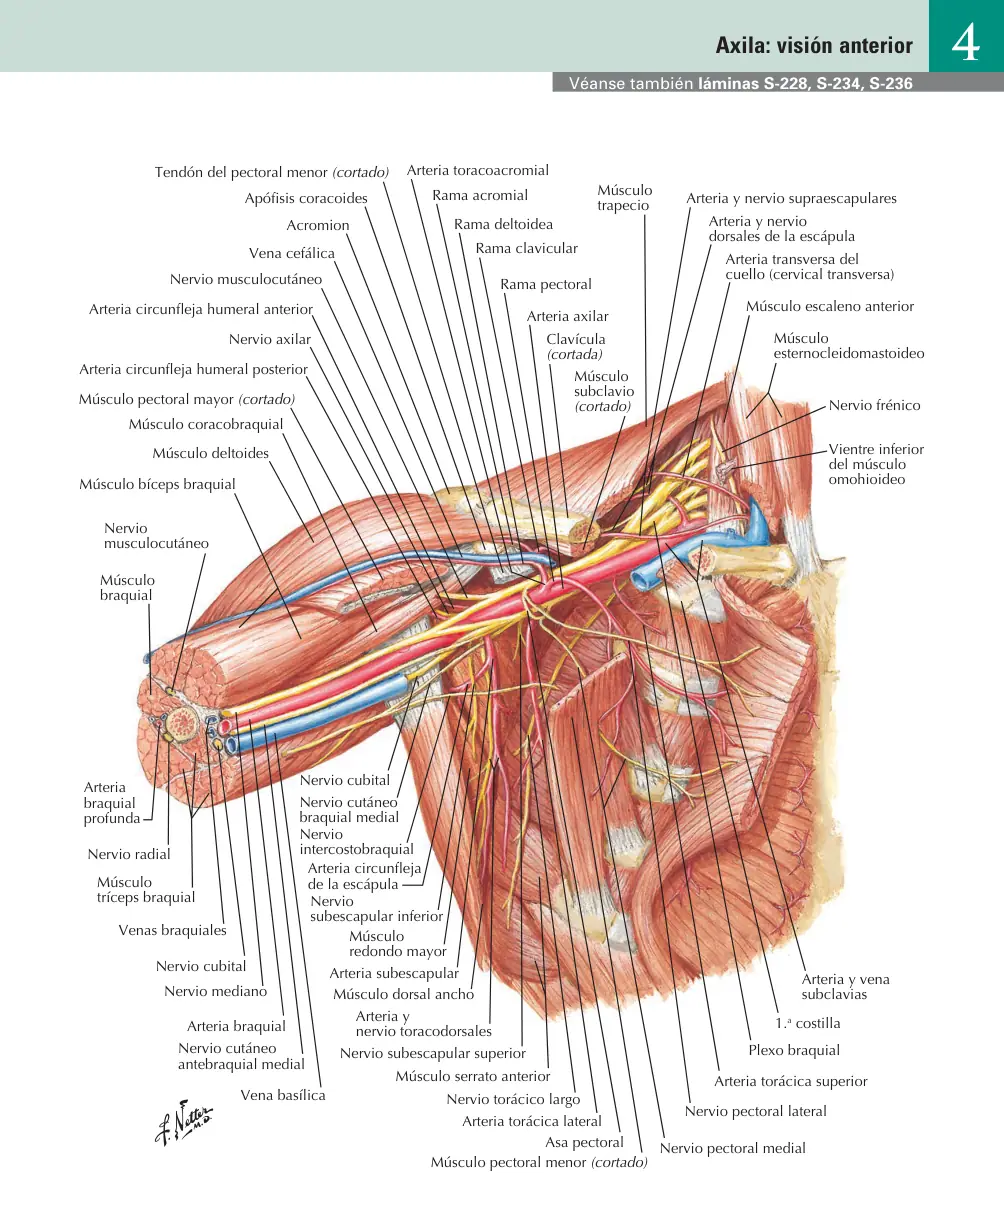 Axila: visión anterior
4
Véanse también láminas S-228, S-234, S-236
Tendón del pectoral menor (cortado)
Apófisis coracoides
Acromion
Vena cefálica
Nervio musculocutáneo
Arteria circunfleja humeral anterior
Nervio axilar
Arteria circunfleja humeral posterior
Músculo pectoral mayor (cortado)
Músculo coracobraquial
Músculo deltoides
Músculo bíceps braquial
Nervio
musculocutáneo
Músculo
braquial
Arteria toracoacromial
Rama acromial
Rama deltoidea
Rama clavicular
Rama pectoral
Arteria axilar
Clavícula
(cortada)
Músculo
subclavio
(cortado)
Músculo
trapecio
Arteria y nervio supraescapulares
Arteria y nervio
dorsales de la escápula
Arteria transversa del
cuello (cervical transversa)
Músculo escaleno anterior
Músculo
esternocleidomastoideo
Nervio frénico
Vientre inferior
del músculo
omohioideo
Arteria
braquial
profunda
Nervio radial
Músculo
tríceps braquial
Venas braquiales
Nervio cubital
Nervio mediano
Arteria braquial
Nervio cutáneo
antebraquial medial
Vena basílica
Nervio cubital
Nervio cutáneo
braquial medial
Nervio
intercostobraquial
Arteria circunfleja
de la escápula
Nervio
subescapular inferior
Músculo
redondo mayor
Arteria subescapular
Músculo dorsal ancho
Arteria y
nervio toracodorsales
Nervio subescapular superior
Músculo serrato anterior
Nervio torácico largo
Arteria torácica lateral
Asa pectoral
Músculo pectoral menor (cortado)
Arteria y vena
subclavias
1.ª costilla
Plexo braquial
Arteria torácica superior
Nervio pectoral lateral
Nervio pectoral medial
F. Netter
M.D.